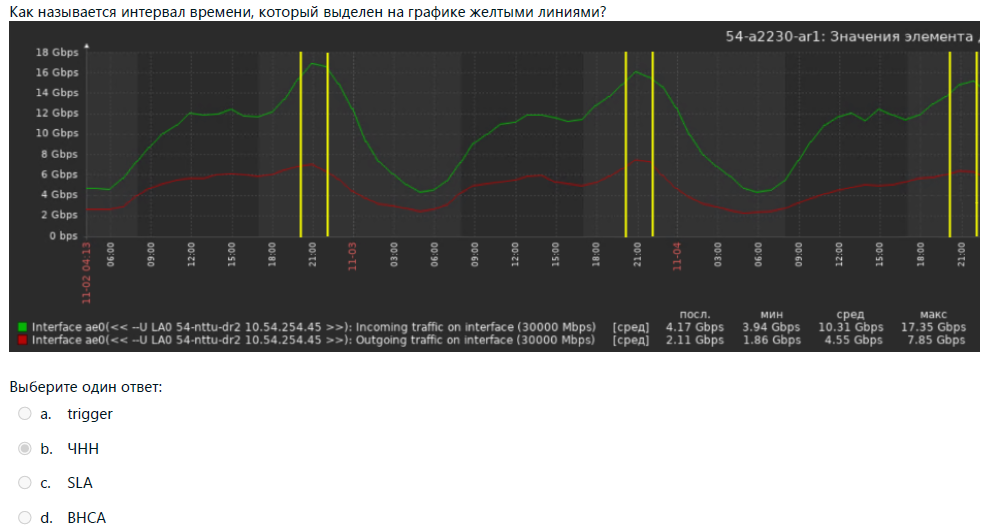 Как называется интервал времени, который выделен на графике желтыми линиями?
54-a2230-ar1: Значения элемента
18 Gbps
16 Gbps
14 Gbps
12 Gbps
10 Gbps
8 Gbps
6 Gbps
4 Gbps
2 Gbps
0 bps
11-02 04:13
06:00
09:00
12:00
15:00
18:00
21:00
11-03
03:00
06:00
09:00
12:00
15:00
18:00
21:00
11-04
03:00
06:00
09:00
12:00
15:00
18:00
21:00
посл. мин сред макс
Interface ae0(<< --U LA0 54-nttu-dr2 10.54.254.45 >>): Incoming traffic on interface (30000 Mbps) [сред] 4.17 Gbps 3.94 Gbps 10.31 Gbps 17.35 Gbps
Interface ae0(<< --U LA0 54-nttu-dr2 10.54.254.45 >>): Outgoing traffic on interface (30000 Mbps) [сред] 2.11 Gbps 1.86 Gbps 4.55 Gbps 7.85 Gbps
Выберите один ответ:
a. trigger
b. ЧНН
c. SLA
d. BHCA